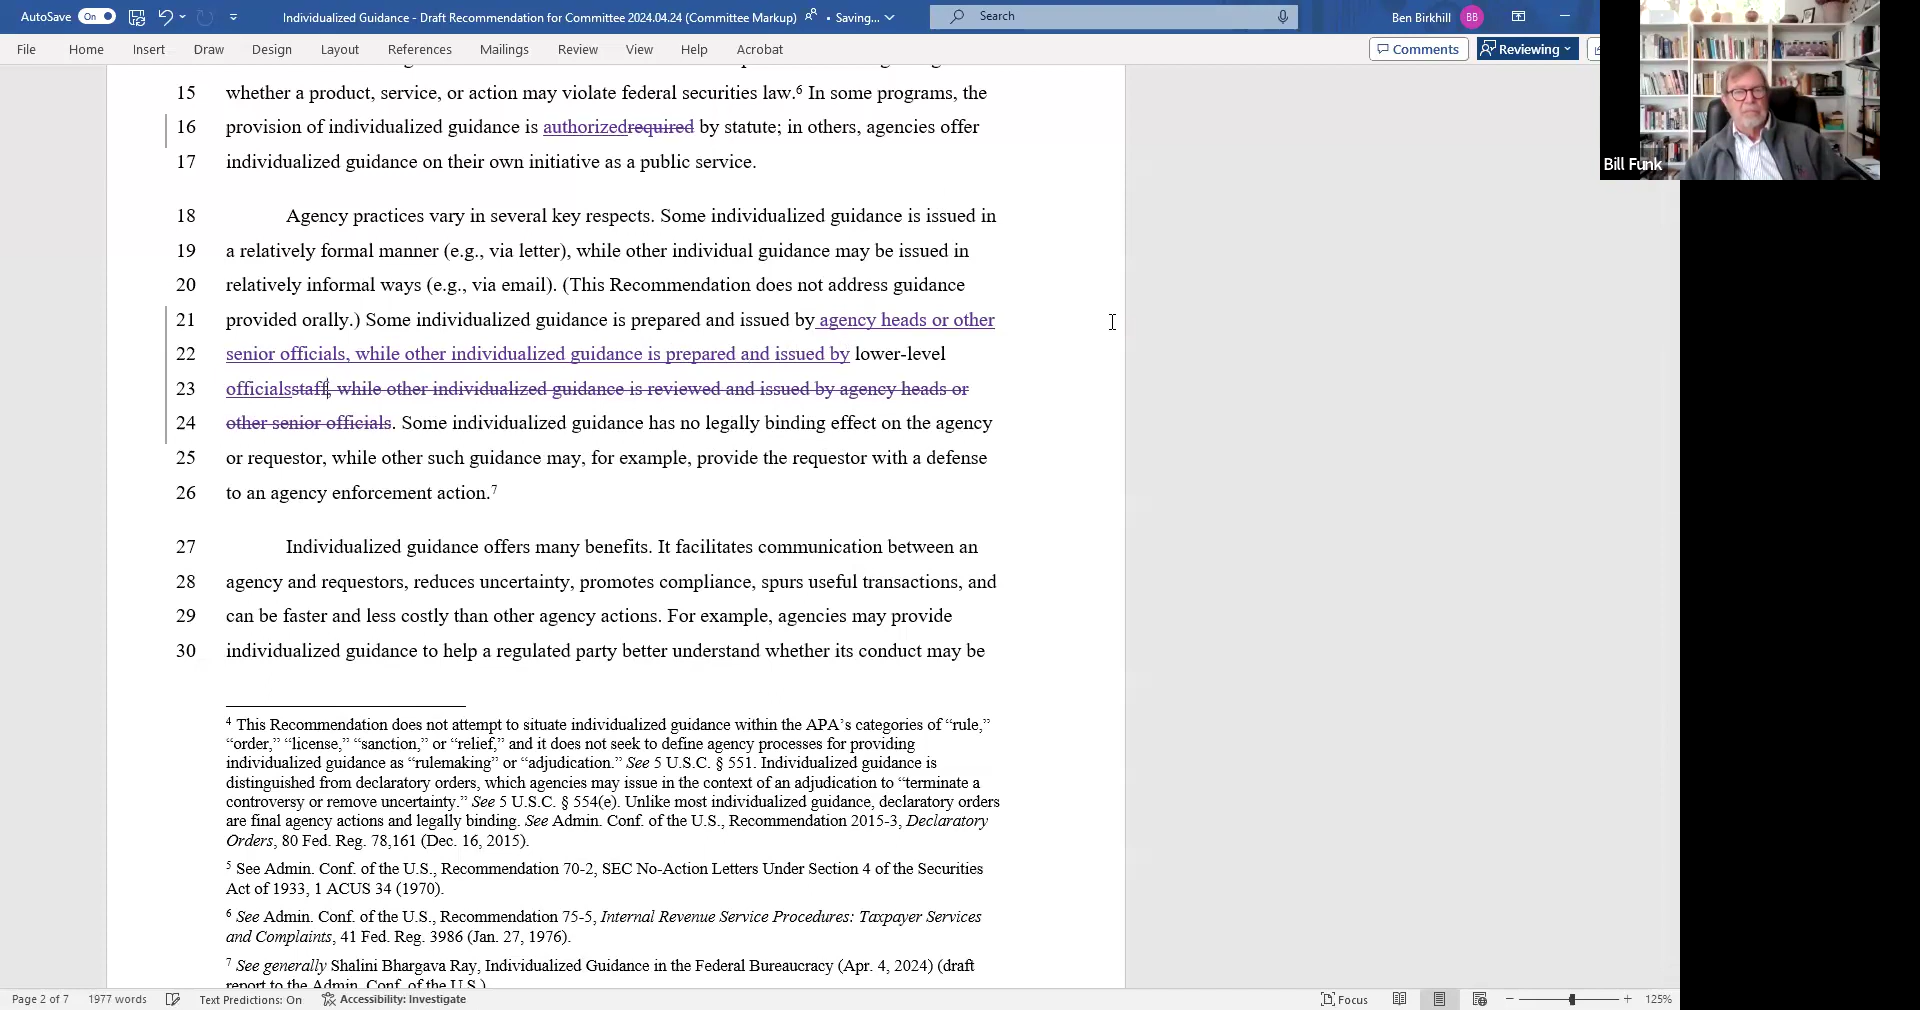 AutoSave On Individualized Guidance - Draft Recommendation for Committee 2024.04.24 (Committee Markup) • Saving... Search Ben Birkhill BB
File Home Insert Draw Design Layout References Mailings Review View Help Acrobat Comments Reviewing
Bill Funk
15 whether a product, service, or action may violate federal securities law.6 In some programs, the
16 provision of individualized guidance is authorizedrequired by statute; in others, agencies offer
17 individualized guidance on their own initiative as a public service.
18 Agency practices vary in several key respects. Some individualized guidance is issued in
19 a relatively formal manner (e.g., via letter), while other individual guidance may be issued in
20 relatively informal ways (e.g., via email). (This Recommendation does not address guidance
21 provided orally.) Some individualized guidance is prepared and issued by agency heads or other
22 senior officials, while other individualized guidance is prepared and issued by lower-level
23 officialsstaff, while other individualized guidance is reviewed and issued by agency heads or
24 other senior officials. Some individualized guidance has no legally binding effect on the agency
25 or requestor, while other such guidance may, for example, provide the requestor with a defense
26 to an agency enforcement action.7
27 Individualized guidance offers many benefits. It facilitates communication between an
28 agency and requestors, reduces uncertainty, promotes compliance, spurs useful transactions, and
29 can be faster and less costly than other agency actions. For example, agencies may provide
30 individualized guidance to help a regulated party better understand whether its conduct may be
4 This Recommendation does not attempt to situate individualized guidance within the APA's categories of “rule,”
“order,” “license,” “sanction,” or “relief,” and it does not seek to define agency processes for providing
individualized guidance as “rulemaking” or “adjudication.” See 5 U.S.C. § 551. Individualized guidance is
distinguished from declaratory orders, which agencies may issue in the context of an adjudication to “terminate a
controversy or remove uncertainty.” See 5 U.S.C. § 554(e). Unlike most individualized guidance, declaratory orders
are final agency actions and legally binding. See Admin. Conf. of the U.S., Recommendation 2015-3, Declaratory
Orders, 80 Fed. Reg. 78,161 (Dec. 16, 2015).
5 See Admin. Conf. of the U.S., Recommendation 70-2, SEC No-Action Letters Under Section 4 of the Securities
Act of 1933, 1 ACUS 34 (1970).
6 See Admin. Conf. of the U.S., Recommendation 75-5, Internal Revenue Service Procedures: Taxpayer Services
and Complaints, 41 Fed. Reg. 3986 (Jan. 27, 1976).
7 See generally Shalini Bhargava Ray, Individualized Guidance in the Federal Bureaucracy (Apr. 4, 2024) (draft
report to the Admin. Conf. of the U.S.)
Page 2 of 7 1977 words Text Predictions: On Accessibility: Investigate Focus 125%